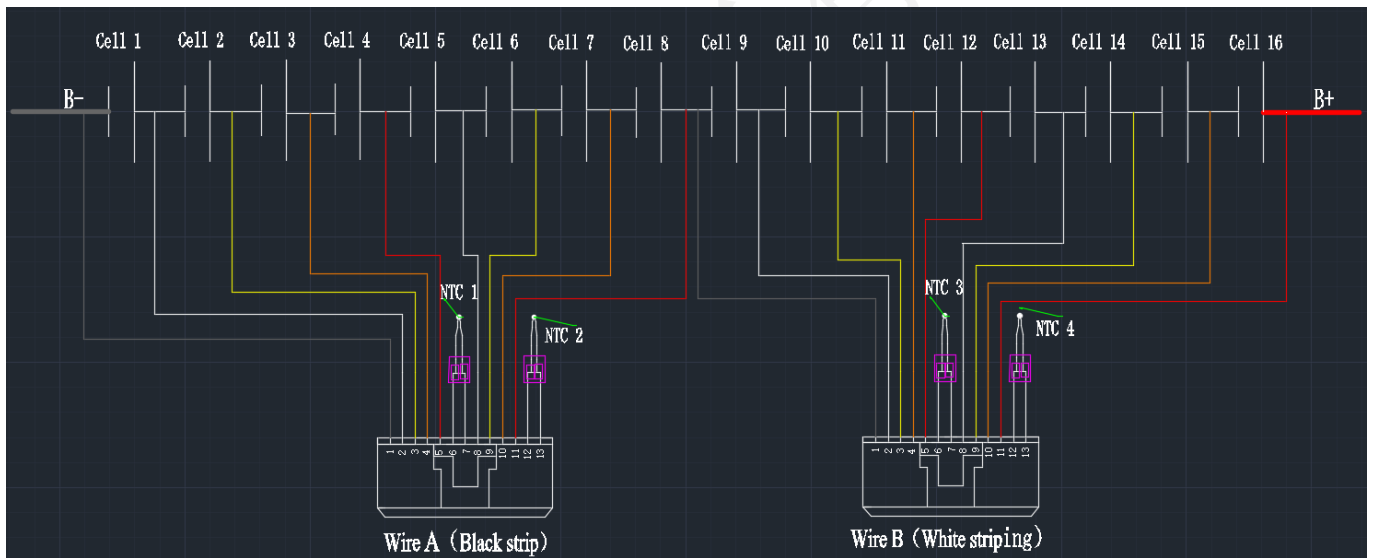 Cell 1 Cell 2 Cell 3 Cell 4 Cell 5 Cell 6 Cell 7 Cell 8 Cell 9 Cell 10 Cell 11 Cell 12 Cell 13 Cell 14 Cell 15 Cell 16
B- B+
NTC 1 NTC 3
NTC 2 NTC 4
1 2 3 4 5 6 7 8 9 10 11 12 13 1 2 3 4 5 6 7 8 9 10 11 12 13
Wire A (Black strip) Wire B (White striping)